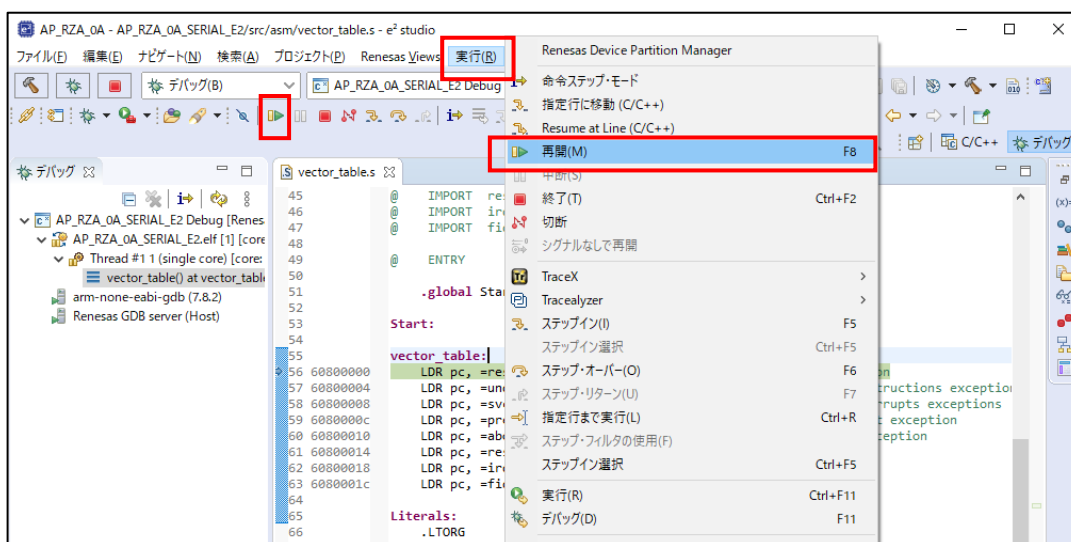 AP_RZA_0A - AP_RZA_0A_SERIAL_E2/src/asm/vector_table.s - e² studio
ファイル(F) 編集(E) ナビゲート(N) 検索(A) プロジェクト(P) Renesas Views 実行(R)
デバッグ(B)
AP_RZA_0A_SERIAL_E2 Debug
C/C++
デバッグ
デバッグ
AP_RZA_0A_SERIAL_E2 Debug [Renes
AP_RZA_0A_SERIAL_E2.elf [1] [core
Thread #1 1 (single core) [core:
vector_table() at vector_tabl
arm-none-eabi-gdb (7.8.2)
Renesas GDB server (Host)
vector_table.s
45 @ IMPORT re
46 @ IMPORT ir
47 @ IMPORT fi
48
49 @ ENTRY
50
51 .global Sta
52
53 Start:
54
55 vector_table:
56 60800000 LDR pc, =re
57 60800004 LDR pc, =un tructions exception
58 60800008 LDR pc, =sv rrupts exceptions
59 6080000c LDR pc, =pr exception
60 60800010 LDR pc, =ab eption
61 60800014 LDR pc, =re
62 60800018 LDR pc, =ir
63 6080001c LDR pc, =fi
64
65 Literals:
66 .LTORG
Renesas Device Partition Manager
命令ステップ・モード
指定行に移動 (C/C++)
Resume at Line (C/C++)
再開(M) F8
中断(S)
終了(T) Ctrl+F2
切断
シグナルなしで再開
TraceX
Tracealyzer
ステップイン(I) F5
ステップイン選択 Ctrl+F5
ステップ・オーバー(O) F6
ステップ・リターン(U) F7
指定行まで実行(L) Ctrl+R
ステップ・フィルタの使用(F)
ステップイン選択 Ctrl+F5
実行(R) Ctrl+F11
デバッグ(D) F11